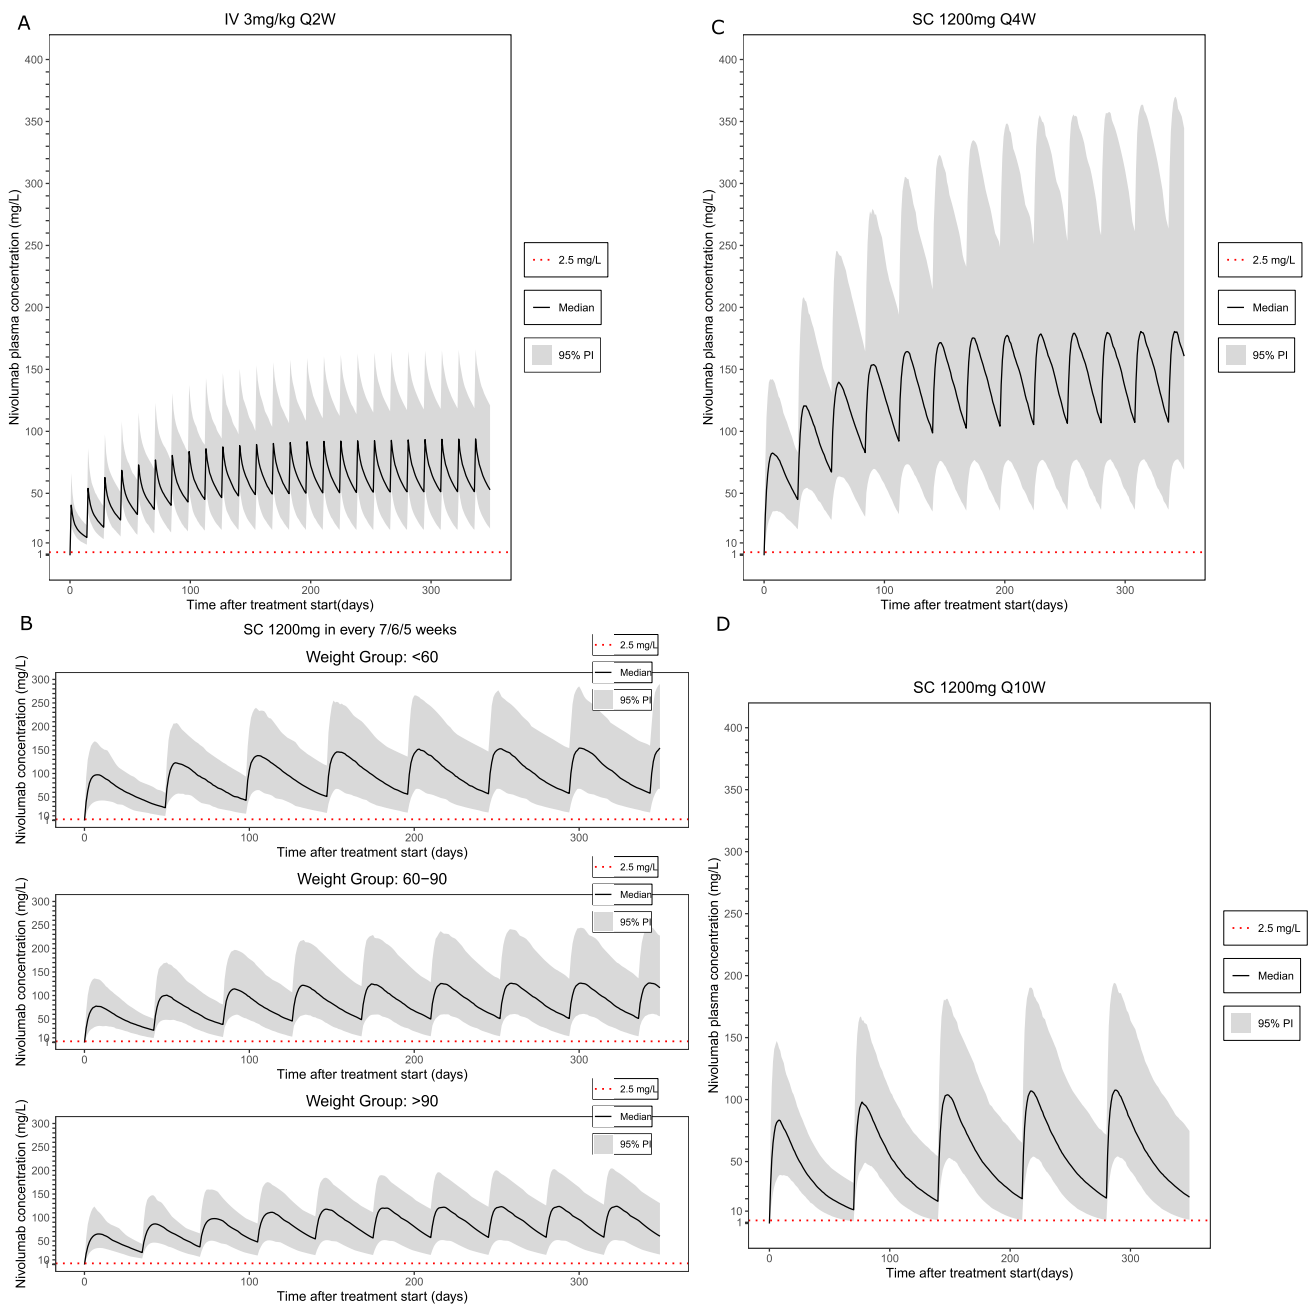 A
IV 3mg/kg Q2W
Nivolumab plasma concentration (mg/L)
400
350
300
250
200
150
100
50
10
1
0
100
200
300
Time after treatment start(days)
2.5 mg/L
Median
95% PI
C
SC 1200mg Q4W
Nivolumab plasma concentration (mg/L)
400
350
300
250
200
150
100
50
10
1
0
100
200
300
Time after treatment start(days)
2.5 mg/L
Median
95% PI
B
SC 1200mg in every 7/6/5 weeks
Weight Group: <60
Nivolumab concentration (mg/L)
300
250
200
150
100
50
10
1
0
100
200
300
Time after treatment start (days)
2.5 mg/L
Median
95% PI
Weight Group: 60−90
Nivolumab concentration (mg/L)
300
250
200
150
100
50
10
1
0
100
200
300
Time after treatment start (days)
2.5 mg/L
Median
95% PI
Weight Group: >90
Nivolumab concentration (mg/L)
300
250
200
150
100
50
10
1
0
100
200
300
Time after treatment start (days)
2.5 mg/L
Median
95% PI
D
SC 1200mg Q10W
Nivolumab plasma concentration (mg/L)
400
350
300
250
200
150
100
50
10
1
0
100
200
300
Time after treatment start(days)
2.5 mg/L
Median
95% PI